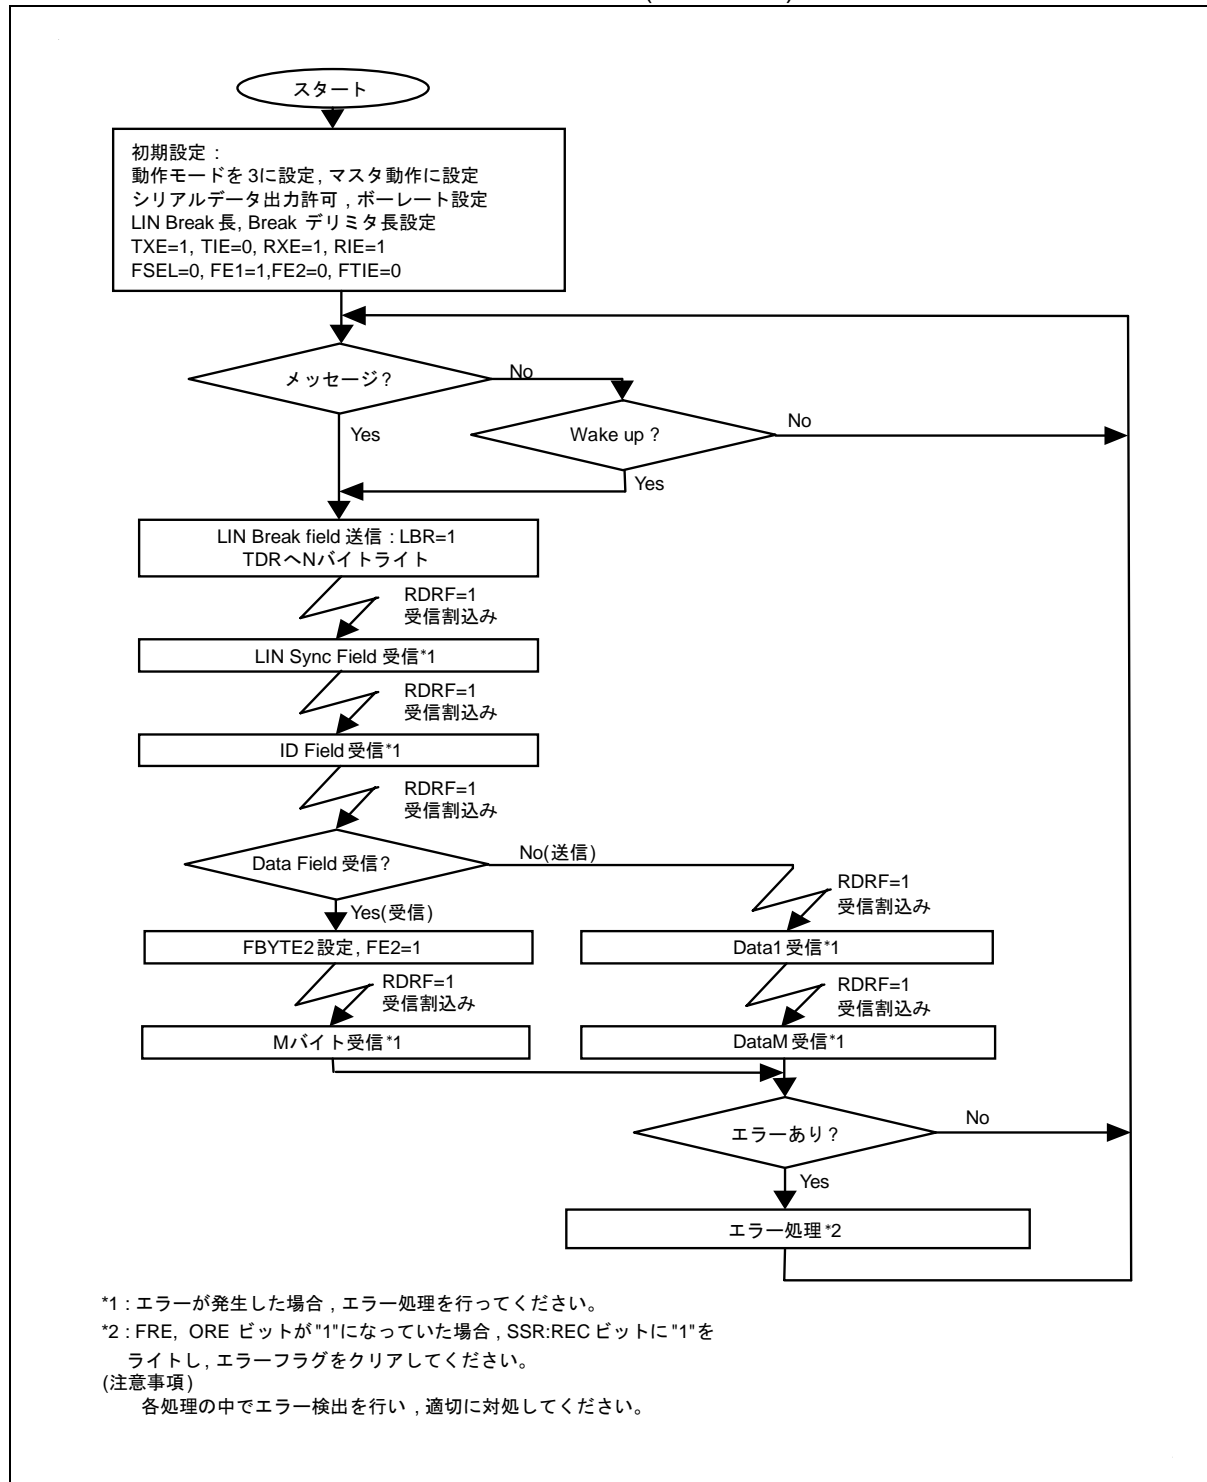 スタート
初期設定 :
動作モードを 3に設定, マスタ動作に設定
シリアルデータ出力許可 , ボーレート設定
LIN Break 長, Break デリミタ長設定
TXE=1, TIE=0, RXE=1, RIE=1
FSEL=0, FE1=1,FE2=0, FTIE=0
メッセージ?
No
Wake up ?
No
Yes
Yes
LIN Break field 送信 : LBR=1
TDRへNバイトライト
RDRF=1
受信割込み
LIN Sync Field 受信*1
RDRF=1
受信割込み
ID Field 受信*1
RDRF=1
受信割込み
Data Field 受信?
No(送信)
RDRF=1
受信割込み
Yes(受信)
FBYTE2 設定, FE2=1
Data1 受信*1
RDRF=1
受信割込み
RDRF=1
受信割込み
Mバイト受信*1
DataM 受信*1
エラーあり?
No
Yes
エラー処理 *2
*1 : エラーが発生した場合 , エラー処理を行ってください。
*2 : FRE, ORE ビットが"1"になっていた場合 , SSR:REC ビットに "1"を
ライトし, エラーフラグをクリアしてください。
(注意事項)
各処理の中でエラー検出を行い , 適切に対処してください。